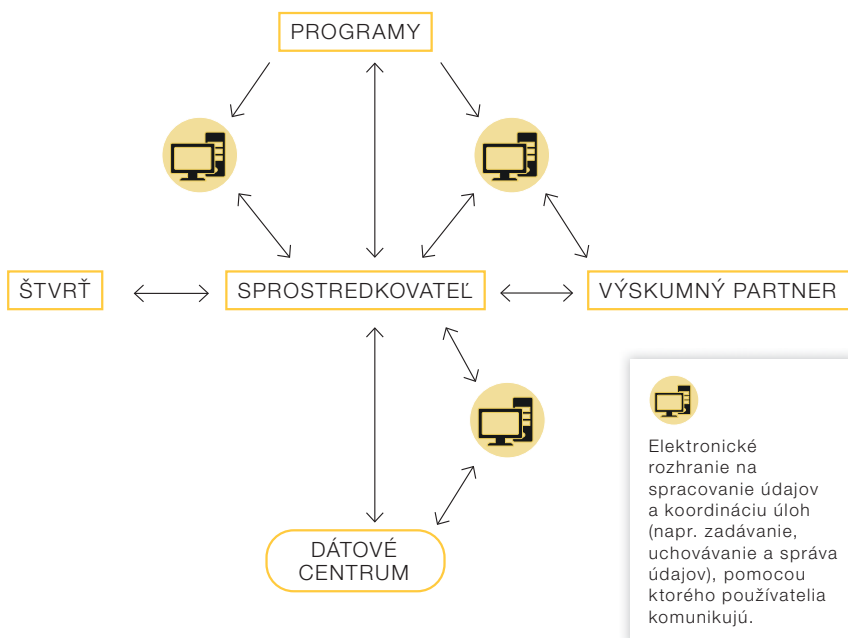 PROGRAMY
ŠTVRŤ
SPROSTREDKOVATEĽ
VÝSKUMNÝ PARTNER
DÁTOVÉ
CENTRUM
Elektronické
rozhranie na
spracovanie údajov
a koordináciu úloh
(napr. zadávanie,
uchovávanie a správa
údajov), pomocou
ktorého používatelia
komunikujú.